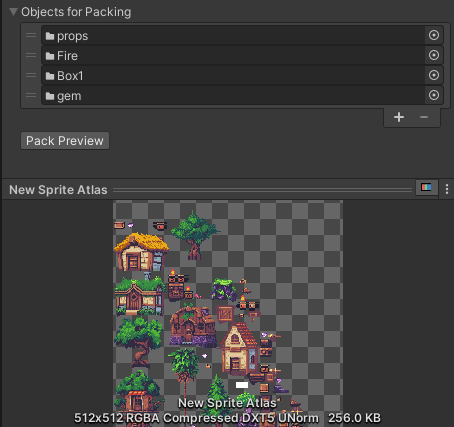 Objects for Packing
props
Fire
Box1
gem
Pack Preview
New Sprite Atlas
New Sprite Atlas
512x512 RGBA Compressed DXT5 UNorm 256.0 KB